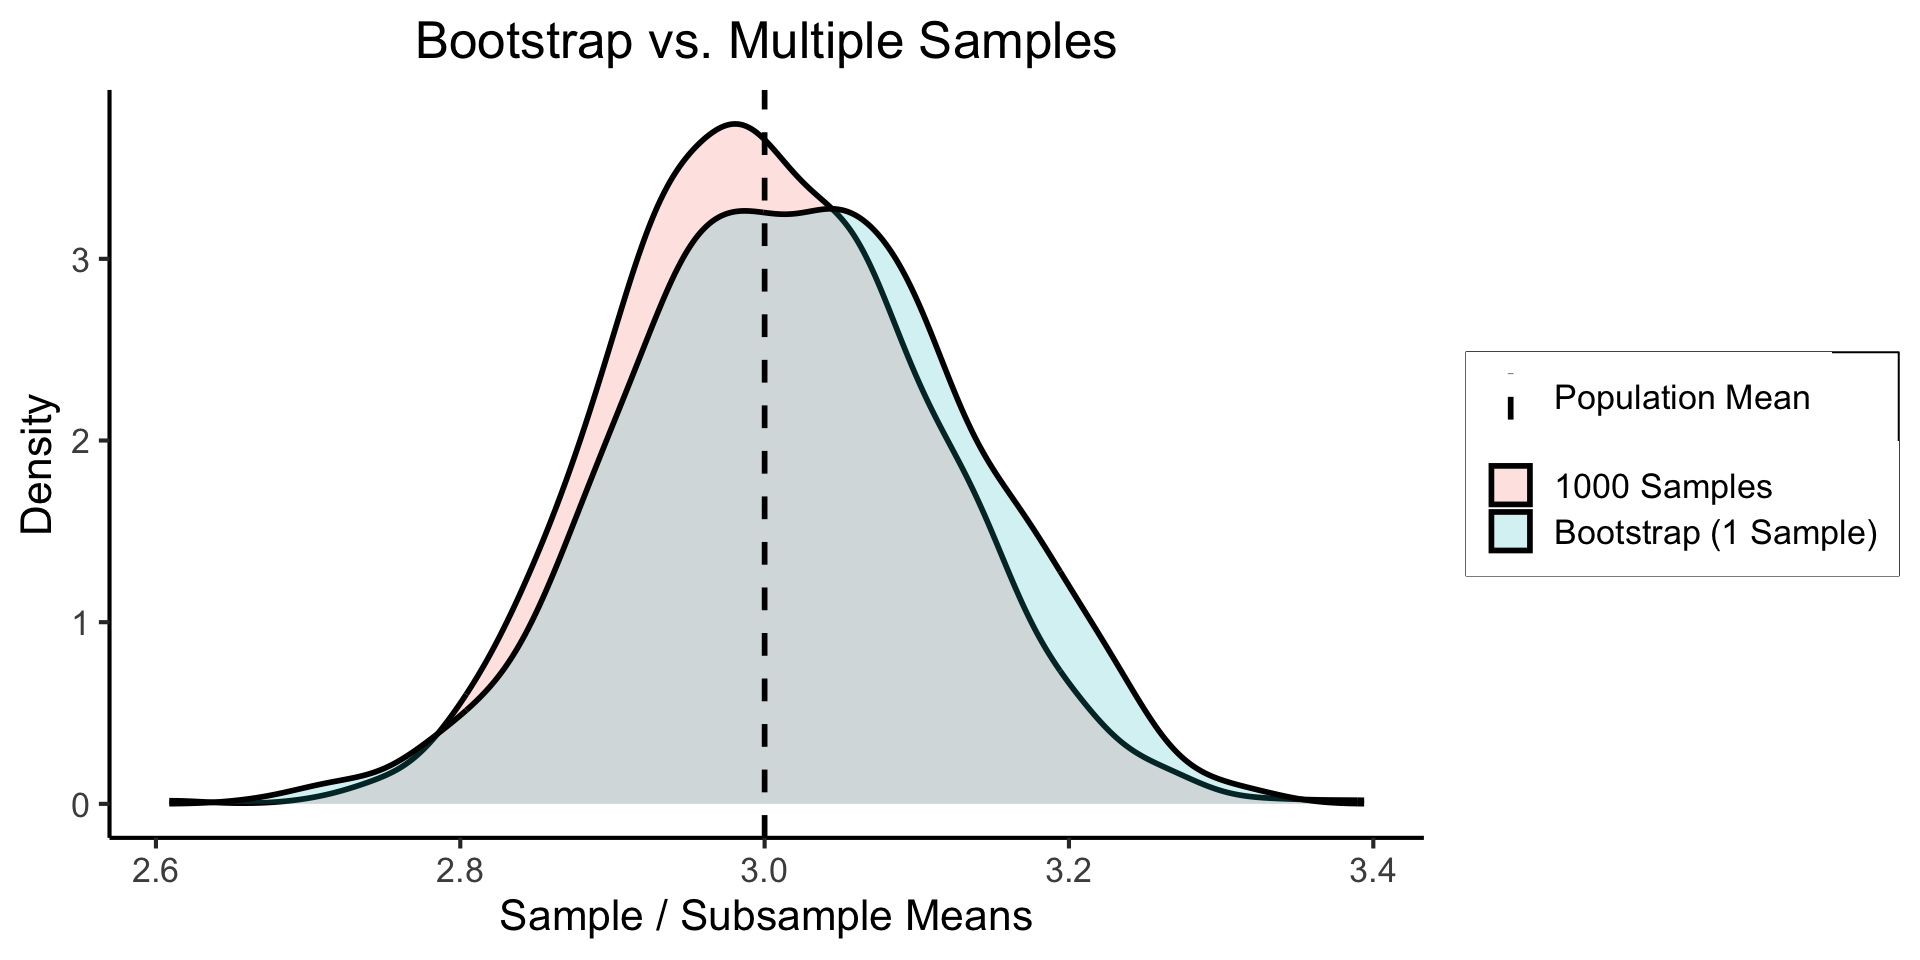 Bootstrap vs. Multiple Samples
Density
3
2
1
0
2.6 2.8 3.0 3.2 3.4
Sample / Subsample Means
Population Mean
1000 Samples
Bootstrap (1 Sample)